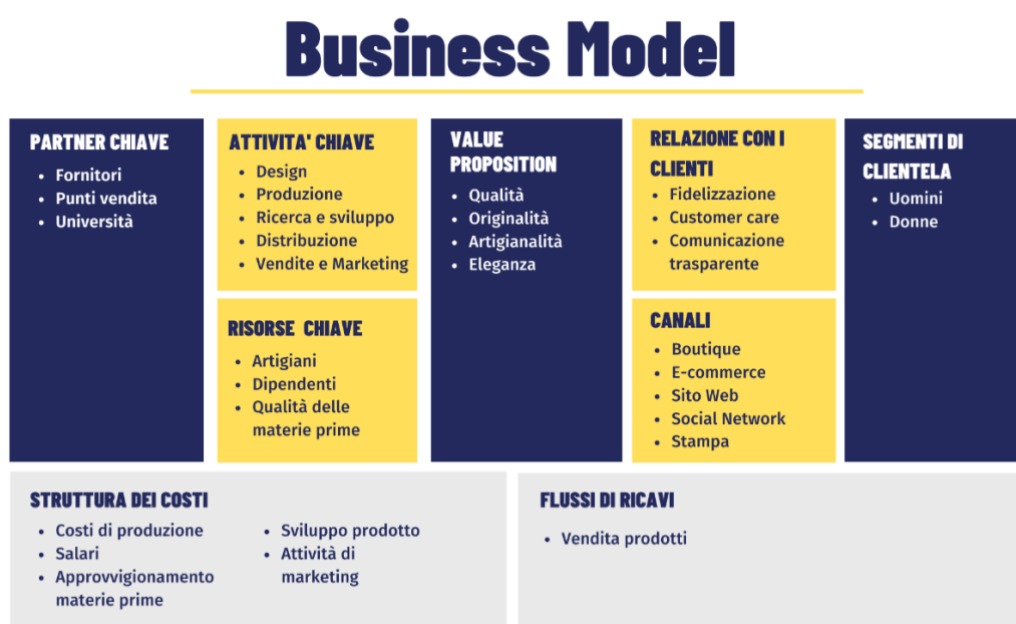 Business Model
PARTNER CHIAVE
• Fornitori
• Punti vendita
• Università
ATTIVITA' CHIAVE
• Design
• Produzione
• Ricerca e sviluppo
• Distribuzione
• Vendite e Marketing
RISORSE CHIAVE
• Artigiani
• Dipendenti
• Qualità delle
materie prime
VALUE
PROPOSITION
• Qualità
• Originalità
• Artigianalità
• Eleganza
RELAZIONE CON I
CLIENTI
• Fidelizzazione
• Customer care
• Comunicazione
trasparente
CANALI
• Boutique
• E-commerce
• Sito Web
• Social Network
• Stampa
SEGMENTI DI
CLIENTELA
• Uomini
• Donne
STRUTTURA DEI COSTI
• Costi di produzione
• Salari
• Approvvigionamento
materie prime
• Sviluppo prodotto
• Attività di
marketing
FLUSSI DI RICAVI
• Vendita prodotti